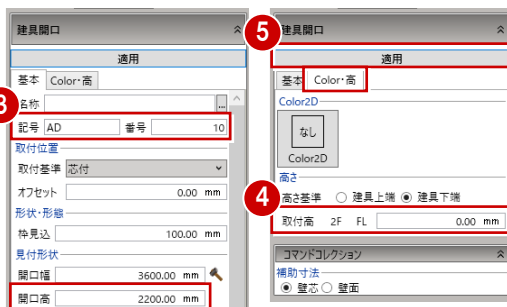 建具開口
適用
基本 Color・高
3
名称 ...
記号 AD 番号 10
取付位置
取付基準 芯付
オフセット 0.00 mm
形状・形態
枠見込 100.00 mm
見付形状
開口幅 3600.00 mm
開口高 2200.00 mm
5
建具開口
適用
基本 Color・高
Color2D
なし
Color2D
高さ
高さ基準 建具上端 建具下端
4
取付高 2F FL 0.00 mm
コマンドコレクション
補助寸法
壁芯 壁面